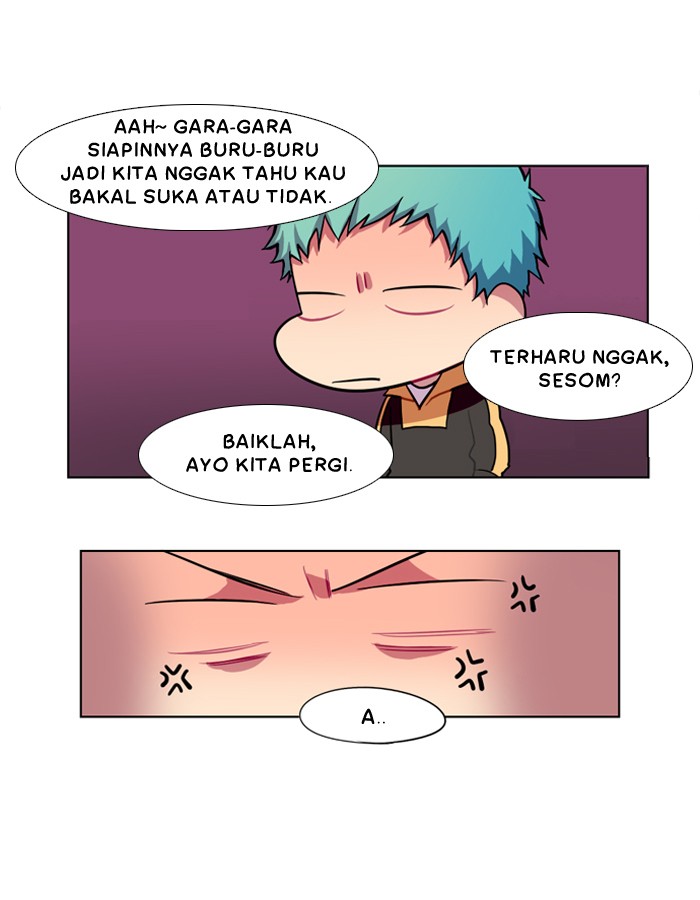 AAH~ GARA-GARA
SIAPINNYA BURU-BURU
JADI KITA NGGAK TAHU KAU
BAKAL SUKA ATAU TIDAK.
TERHARU NGGAK,
SESOM?
BAIKLAH,
AYO KITA PERGI.
A..